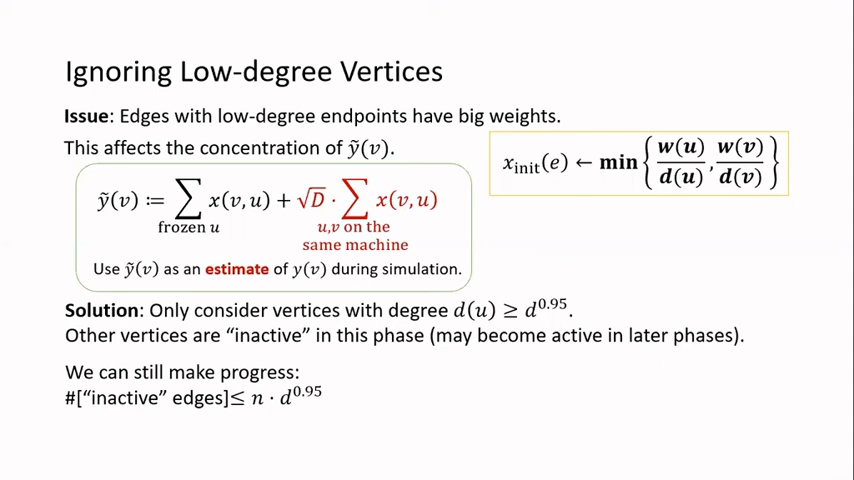 Ignoring Low-degree Vertices
Issue: Edges with low-degree endpoints have big weights.
This affects the concentration of ỹ(v).
x_init(e) ← min { w(u)/d(u), w(v)/d(v) }
ỹ(v) ≔ ∑ x(v, u) + √D · ∑ x(v, u)
frozen u
u,v on the
same machine
Use ỹ(v) as an estimate of y(v) during simulation.
Solution: Only consider vertices with degree d(u) ≥ d^0.95.
Other vertices are “inactive” in this phase (may become active in later phases).
We can still make progress:
#[“inactive” edges]≤ n · d^0.95